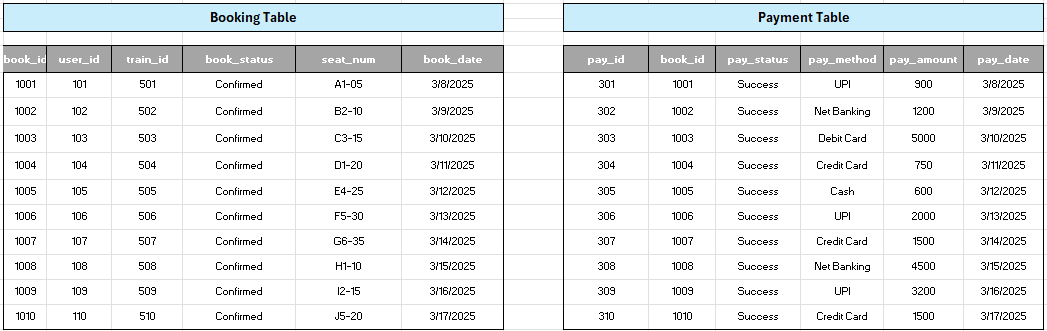 Booking Table Payment Table
book_id user_id train_id book_status seat_num book_date pay_id book_id pay_status pay_method pay_amount pay_date
1001 101 501 Confirmed A1-05 3/8/2025 301 1001 Success UPI 900 3/8/2025
1002 102 502 Confirmed B2-10 3/9/2025 302 1002 Success Net Banking 1200 3/9/2025
1003 103 503 Confirmed C3-15 3/10/2025 303 1003 Success Debit Card 5000 3/10/2025
1004 104 504 Confirmed D1-20 3/11/2025 304 1004 Success Credit Card 750 3/11/2025
1005 105 505 Confirmed E4-25 3/12/2025 305 1005 Success Cash 600 3/12/2025
1006 106 506 Confirmed F5-30 3/13/2025 306 1006 Success UPI 2000 3/13/2025
1007 107 507 Confirmed G6-35 3/14/2025 307 1007 Success Credit Card 1500 3/14/2025
1008 108 508 Confirmed H1-10 3/15/2025 308 1008 Success Net Banking 4500 3/15/2025
1009 109 509 Confirmed I2-15 3/16/2025 309 1009 Success UPI 3200 3/16/2025
1010 110 510 Confirmed J5-20 3/17/2025 310 1010 Success Credit Card 1500 3/17/2025